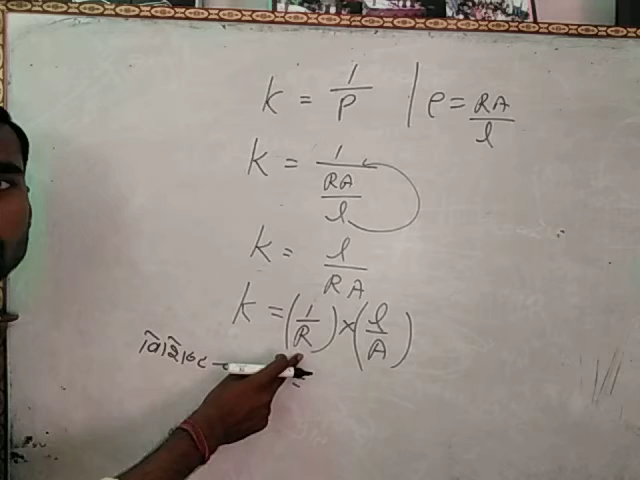 K = 1/P | ρ = RA/l
K = 1/(RA/l)
K = l/RA
K = (1/R) × (l/A)